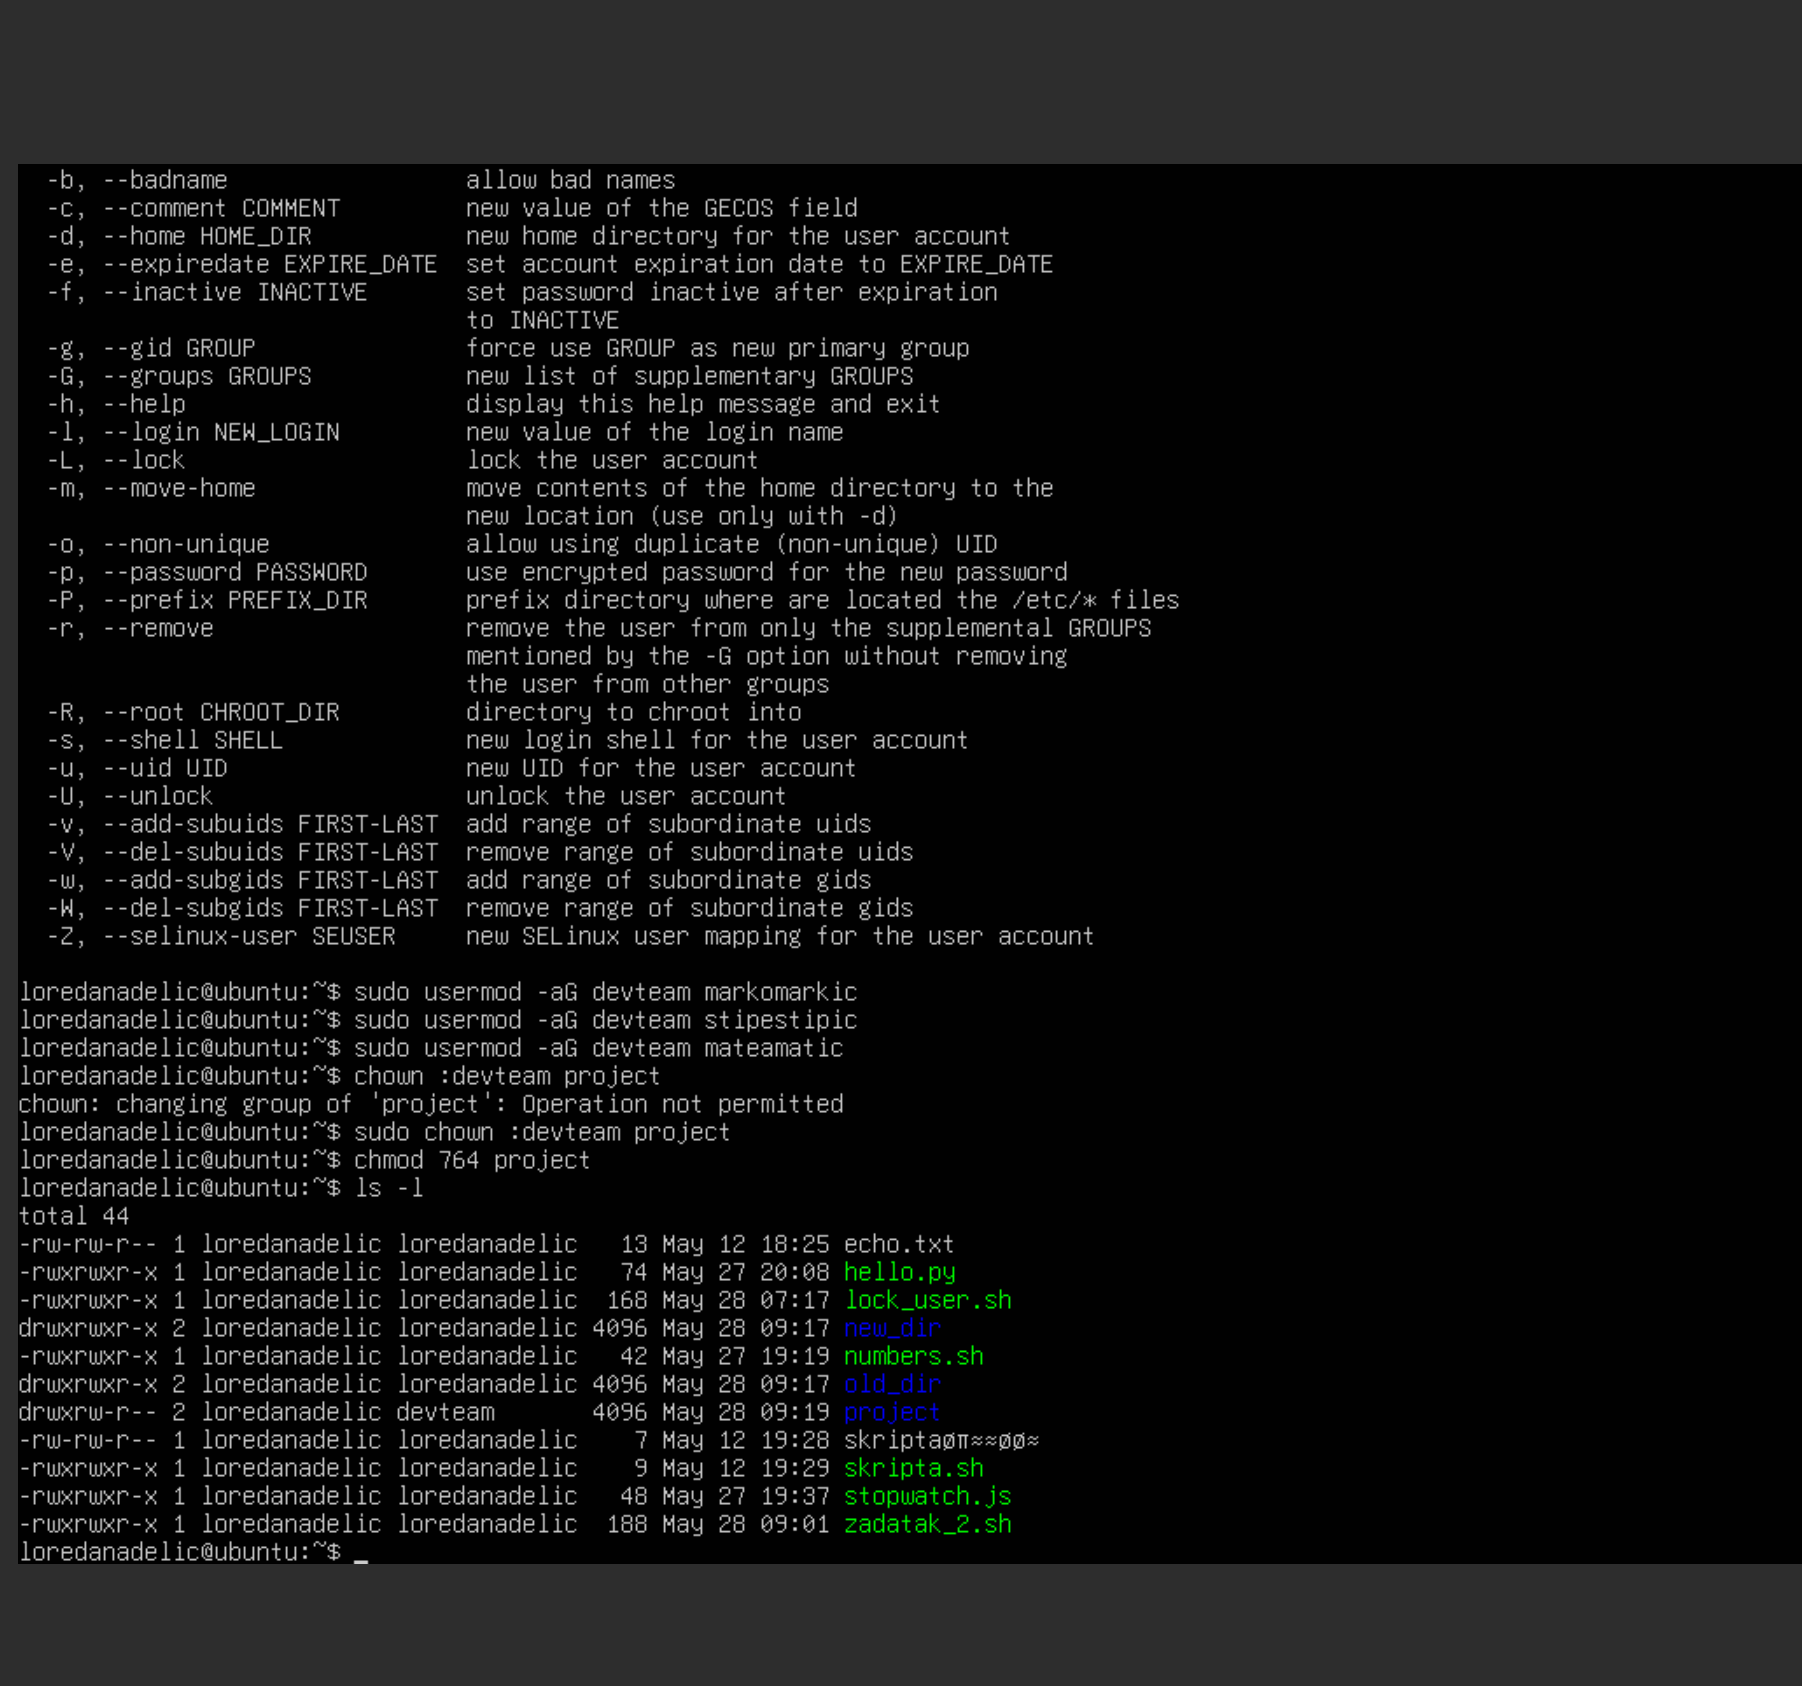 -b, --badname                 allow bad names
-c, --comment COMMENT         new value of the GECOS field
-d, --home HOME_DIR           new home directory for the user account
-e, --expiredate EXPIRE_DATE  set account expiration date to EXPIRE_DATE
-f, --inactive INACTIVE       set password inactive after expiration
to INACTIVE
-g, --gid GROUP               force use GROUP as new primary group
-G, --groups GROUPS           new list of supplementary GROUPS
-h, --help                    display this help message and exit
-l, --login NEW_LOGIN         new value of the login name
-L, --lock                    lock the user account
-m, --move-home               move contents of the home directory to the
new location (use only with -d)
-o, --non-unique              allow using duplicate (non-unique) UID
-p, --password PASSWORD       use encrypted password for the new password
-P, --prefix PREFIX_DIR       prefix directory where are located the /etc/* files
-r, --remove                  remove the user from only the supplemental GROUPS
mentioned by the -G option without removing
the user from other groups
-R, --root CHROOT_DIR         directory to chroot into
-s, --shell SHELL             new login shell for the user account
-u, --uid UID                 new UID for the user account
-U, --unlock                  unlock the user account
-v, --add-subuids FIRST-LAST  add range of subordinate uids
-V, --del-subuids FIRST-LAST  remove range of subordinate uids
-w, --add-subgids FIRST-LAST  add range of subordinate gids
-W, --del-subgids FIRST-LAST  remove range of subordinate gids
-Z, --selinux-user SEUSER     new SELinux user mapping for the user account
loredanadelic@ubuntu:~$ sudo usermod -aG devteam markomarkic
loredanadelic@ubuntu:~$ sudo usermod -aG devteam stipestipic
loredanadelic@ubuntu:~$ sudo usermod -aG devteam mateamatic
loredanadelic@ubuntu:~$ chown :devteam project
chown: changing group of 'project': Operation not permitted
loredanadelic@ubuntu:~$ sudo chown :devteam project
loredanadelic@ubuntu:~$ chmod 764 project
loredanadelic@ubuntu:~$ ls -l
total 44
-rw-rw-r-- 1 loredanadelic loredanadelic   13 May 12 18:25 echo.txt
-rwxrwxr-x 1 loredanadelic loredanadelic   74 May 27 20:08 hello.py
-rwxrwxr-x 1 loredanadelic loredanadelic  168 May 28 07:17 lock_user.sh
drwxrwxr-x 2 loredanadelic loredanadelic 4096 May 28 09:17 new_dir
-rwxrwxr-x 1 loredanadelic loredanadelic   42 May 27 19:19 numbers.sh
drwxrwxr-x 2 loredanadelic loredanadelic 4096 May 28 09:17 old_dir
drwxrw-r-- 2 loredanadelic devteam       4096 May 28 09:19 project
-rw-rw-r-- 1 loredanadelic loredanadelic    7 May 12 19:28 skriptaøπ≈≈øø≈
-rwxrwxr-x 1 loredanadelic loredanadelic    9 May 12 19:29 skripta.sh
-rwxrwxr-x 1 loredanadelic loredanadelic   48 May 27 19:37 stopwatch.js
-rwxrwxr-x 1 loredanadelic loredanadelic  188 May 28 09:01 zadatak_2.sh
loredanadelic@ubuntu:~$ _